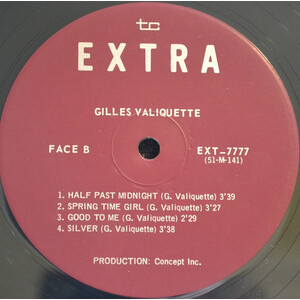 tc
EXTRA
GILLES VALIQUETTE
FACE B
EXT-7777
(51-M-141)
1. HALF PAST MIDNIGHT (G. Valiquette) 3'39
2. SPRING TIME GIRL (G. Valiquette) 3'27
3. GOOD TO ME (G. Valiquette) 2'29
4. SILVER (G. Valiquette) 3'38
PRODUCTION: Concept Inc.